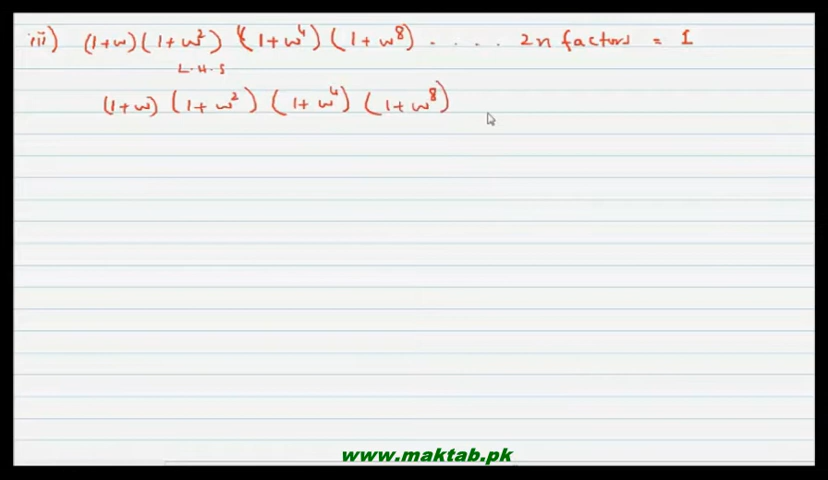 iii) (1+ω)(1+ω²)(1+ω⁴)(1+ω⁸) . . . . . 2n factors = 1
L.H.S
(1+ω)(1+ω²)(1+ω⁴)(1+ω⁸)
www.maktab.pk